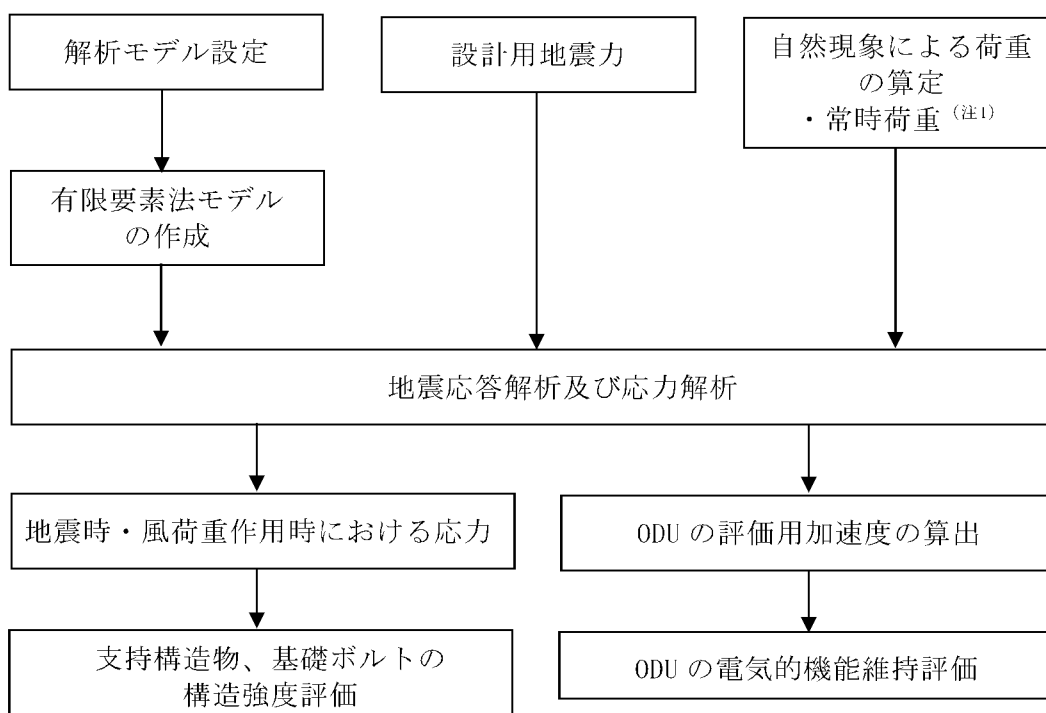 解析モデル設定
設計用地震力
自然現象による荷重
の算定
・常時荷重(注1)
有限要素法モデル
の作成
地震応答解析及び応力解析
地震時・風荷重作用時における応力
ODU の評価用加速度の算出
支持構造物、基礎ボルトの
構造強度評価
ODU の電気的機能維持評価